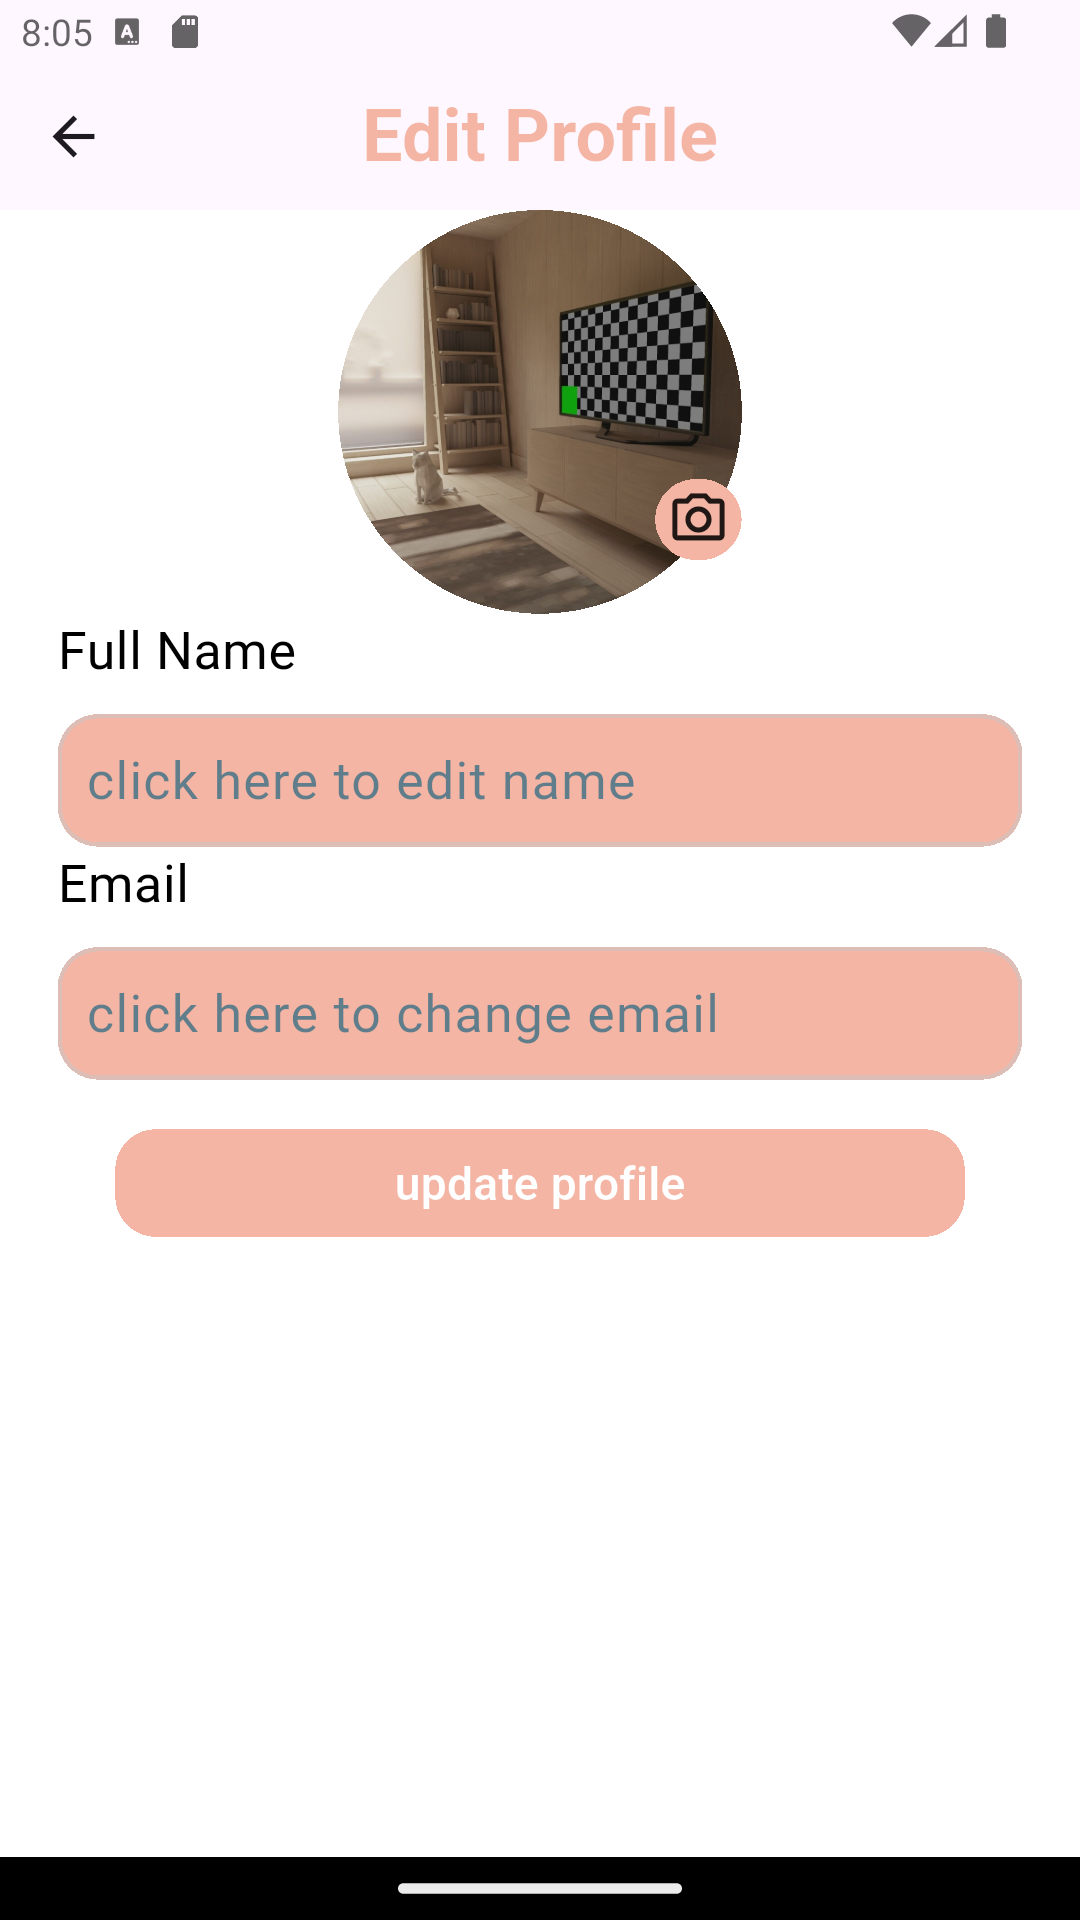 8:05
Edit Profile
Full Name
click here to edit name
Email
click here to change email
update profile